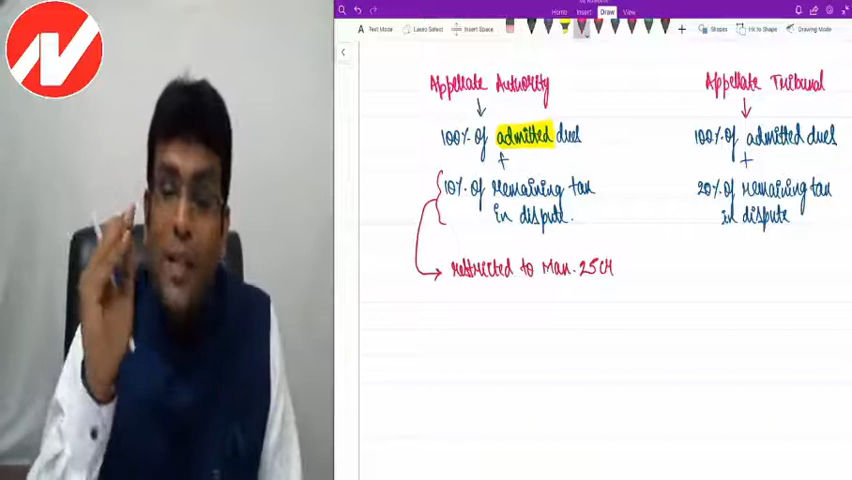 Home Insert Draw View
Text Mode Lasso Select Insert Space Shapes Ink to Shape Drawing Mode
Appellate Authority
100% of admitted dues
+
10% of remaining tax
in dispute.
restricted to Max. 25CR
Appellate Tribunal
100% of admitted dues
+
20% of remaining tax
in dispute